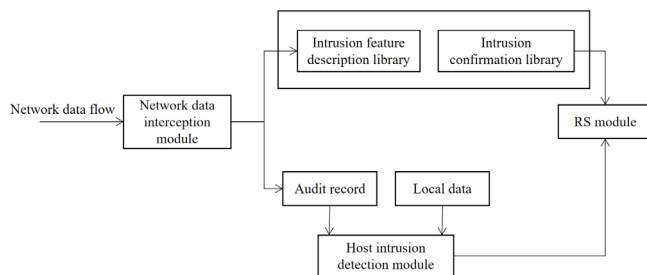 Intrusion feature
description library
Intrusion
confirmation library
Network data flow
Network data
interception
module
RS module
Audit record
Local data
Host intrusion
detection module